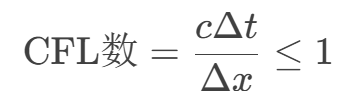 CFL数 = cΔt/Δx ≤ 1